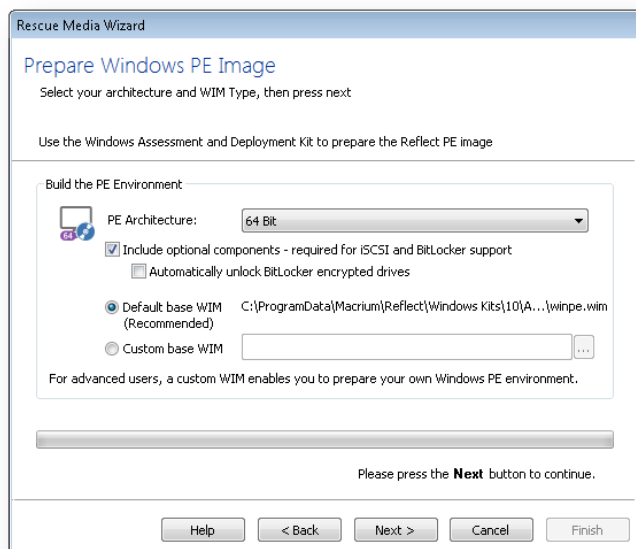 Rescue Media Wizard
Prepare Windows PE Image
Select your architecture and WIM Type, then press next
Use the Windows Assessment and Deployment Kit to prepare the Reflect PE image
Build the PE Environment
64
PE Architecture:
64 Bit
Include optional components - required for iSCSI and BitLocker support
Automatically unlock BitLocker encrypted drives
Default base WIM C:\ProgramData\Macrium\Reflect\Windows Kits\10\A...\winpe.wim
(Recommended)
Custom base WIM ...
For advanced users, a custom WIM enables you to prepare your own Windows PE environment.
Please press the Next button to continue.
Help < Back Next > Cancel Finish